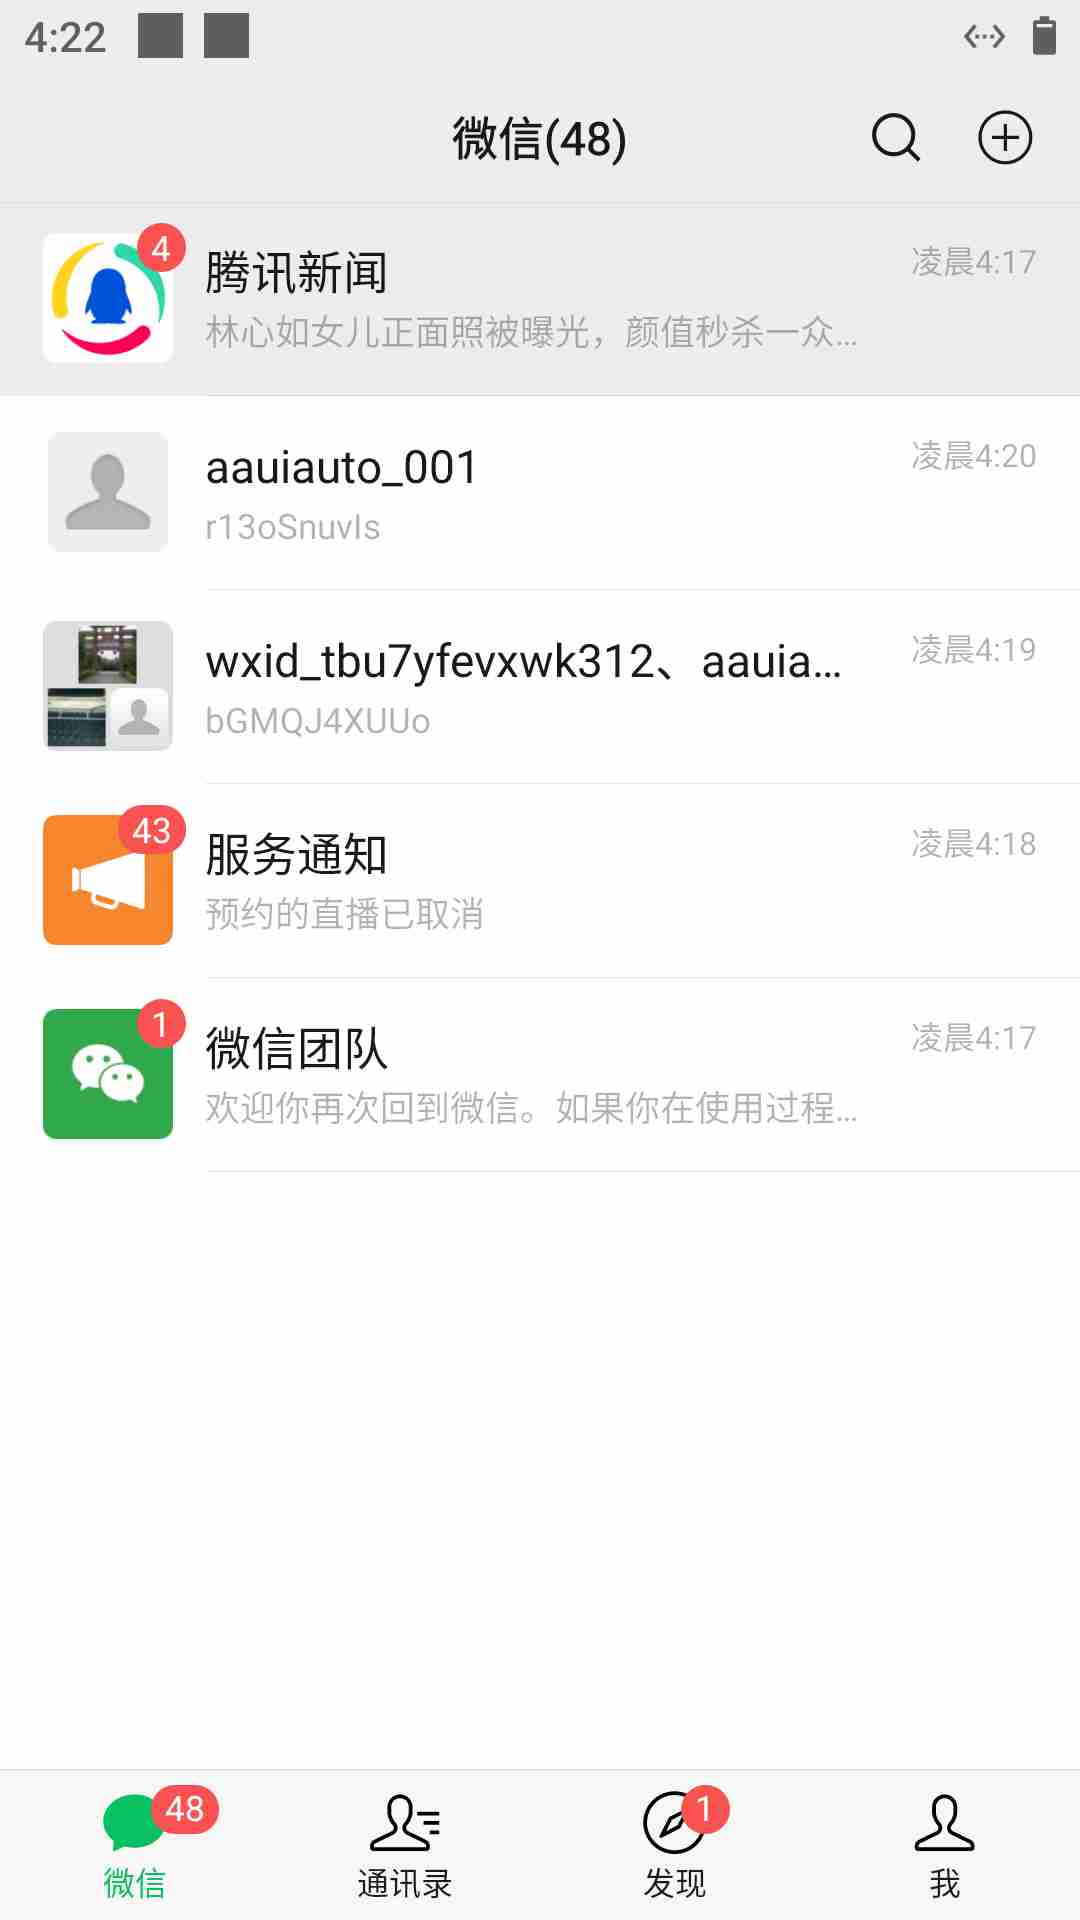 4:22
微信(48)
4
腾讯新闻
凌晨4:17
林心如女儿正面照被曝光，颜值秒杀一众...
aauiauto_001
凌晨4:20
r13oSnuvIs
wxid_tbu7yfevxwk312、aauia...
凌晨4:19
bGMQJ4XUUo
43
服务通知
凌晨4:18
预约的直播已取消
1
微信团队
凌晨4:17
欢迎你再次回到微信。如果你在使用过程...
48
1
微信
通讯录
发现
我